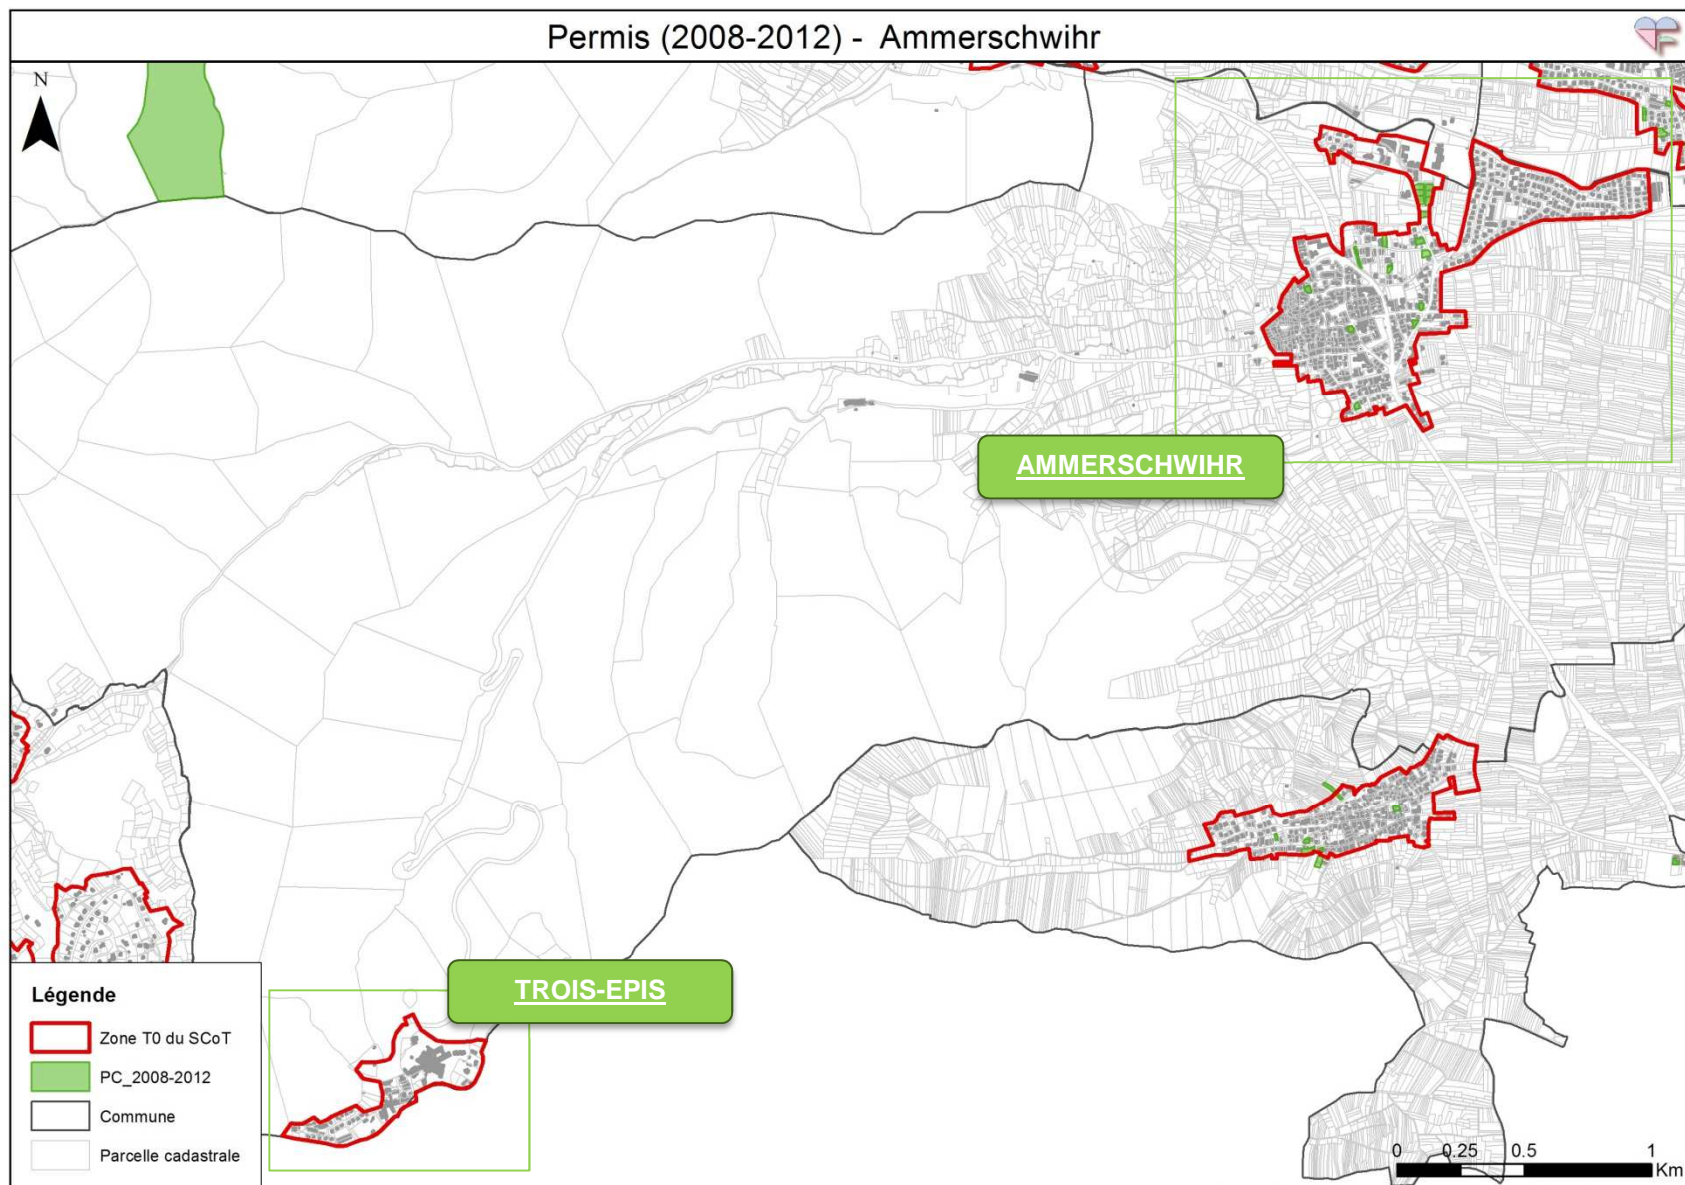 Permis (2008-2012) - Ammerschwihr
N
AMMERSCHWIHR
TROIS-EPIS
Légende
Zone T0 du SCoT
PC_2008-2012
Commune
Parcelle cadastrale
0 0.25 0.5 1
Km